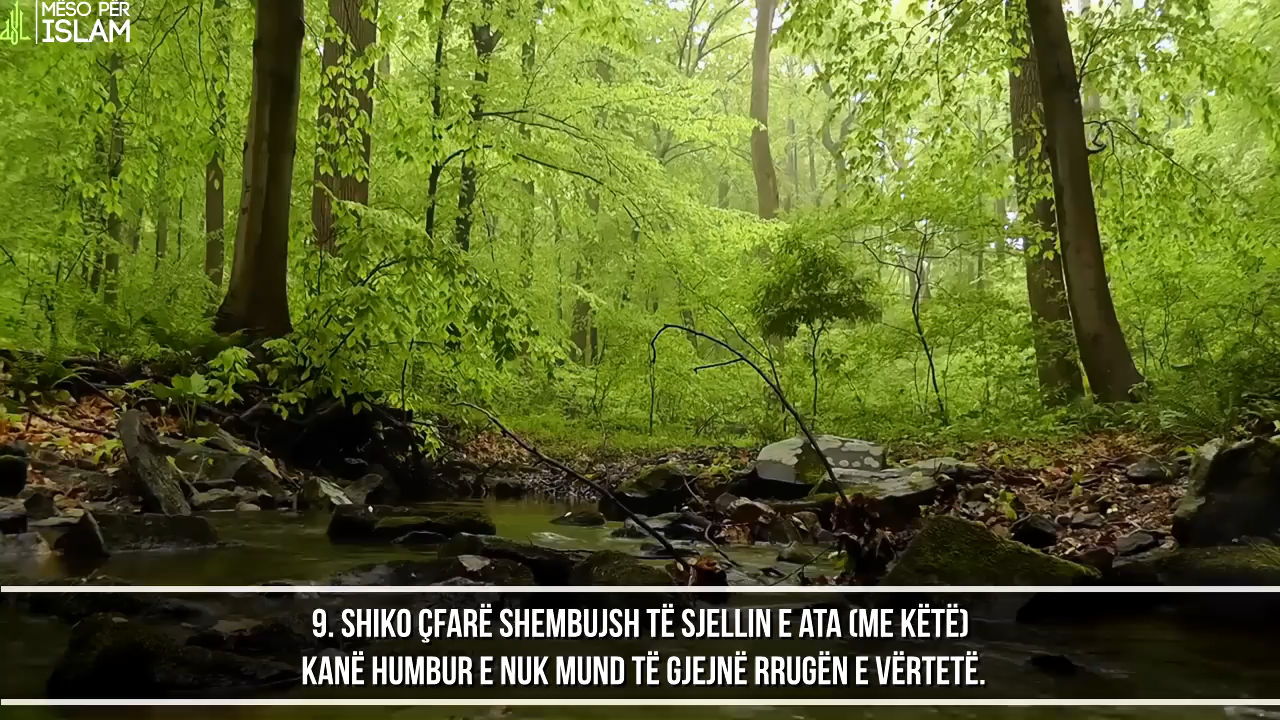 MËSO PËR
ISLAM
9. SHIKO ÇFARË SHEMBUJSH TË SJELLIN E ATA (ME KËTË)
KANË HUMBUR E NUK MUND TË GJEJNË RRUGËN E VËRTETË.